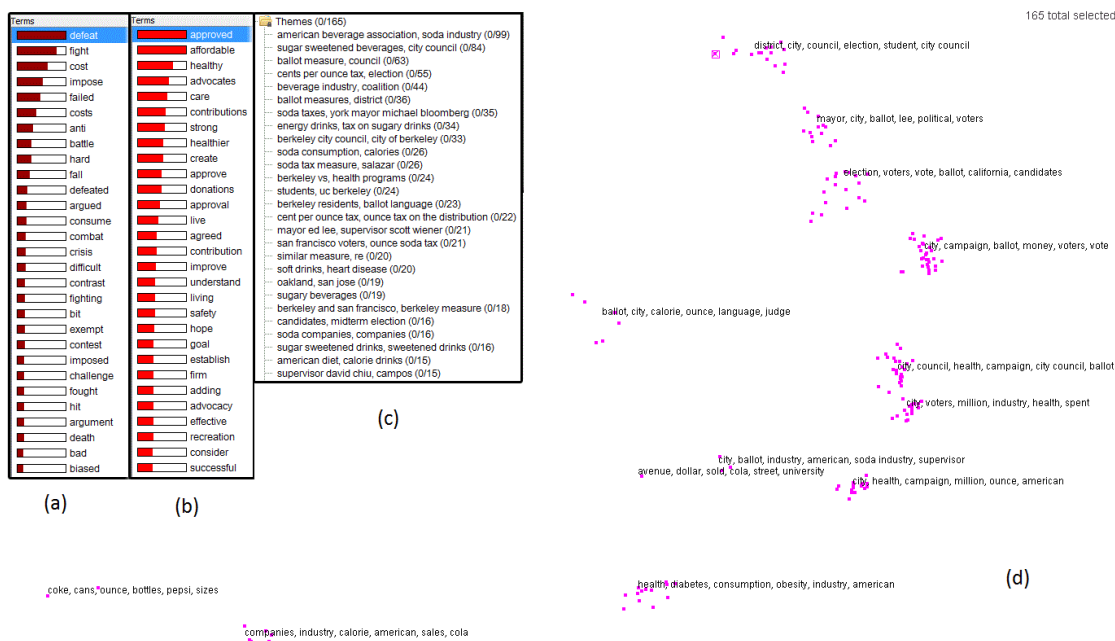 Terms
defeat
fight
cost
impose
failed
costs
anti
battle
hard
fall
defeated
argued
consume
combat
crisis
difficult
contrast
fighting
bit
exempt
contest
imposed
challenge
fought
hit
argument
death
bad
biased
(a)
Terms
approved
affordable
healthy
advocates
care
contributions
strong
healthier
create
approve
donations
approval
live
agreed
contribution
improve
understand
living
safety
hope
goal
establish
firm
adding
advocacy
effective
recreation
consider
successful
(b)
Themes (0/165)
american beverage association, soda industry (0/99)
sugar sweetened beverages, city council (0/84)
ballot measure, council (0/63)
cents per ounce tax, election (0/55)
beverage industry, coalition (0/44)
ballot measures, district (0/36)
soda taxes, york mayor michael bloomberg (0/35)
energy drinks, tax on sugary drinks (0/34)
berkeley city council, city of berkeley (0/33)
soda consumption, calories (0/26)
soda tax measure, salazar (0/26)
berkeley vs, health programs (0/24)
students, uc berkeley (0/24)
berkeley residents, ballot language (0/23)
cent per ounce tax, ounce tax on the distribution (0/22)
mayor ed lee, supervisor scott wiener (0/21)
san francisco voters, ounce soda tax (0/21)
similar measure, re (0/20)
soft drinks, heart disease (0/20)
oakland, san jose (0/19)
sugary beverages (0/19)
berkeley and san francisco, berkeley measure (0/18)
candidates, midterm election (0/16)
soda companies, companies (0/16)
sugar sweetened drinks, sweetened drinks (0/16)
american diet, calorie drinks (0/15)
supervisor david chiu, campos (0/15)
(c)
165 total selected
district, city, council, election, student, city council
mayor, city, ballot, lee, political, voters
election, voters, vote, ballot, california, candidates
city, campaign, ballot, money, voters, vote
ballot, city, calorie, ounce, language, judge
city, council, health, campaign, city council, ballot
city, voters, million, industry, health, spent
city, ballot, industry, american, soda industry, supervisor
avenue, dollar, sold, cola, street, university
city, health, campaign, million, ounce, american
health, diabetes, consumption, obesity, industry, american
(d)
coke, cans, ounce, bottles, pepsi, sizes
companies, industry, calorie, american, sales, cola